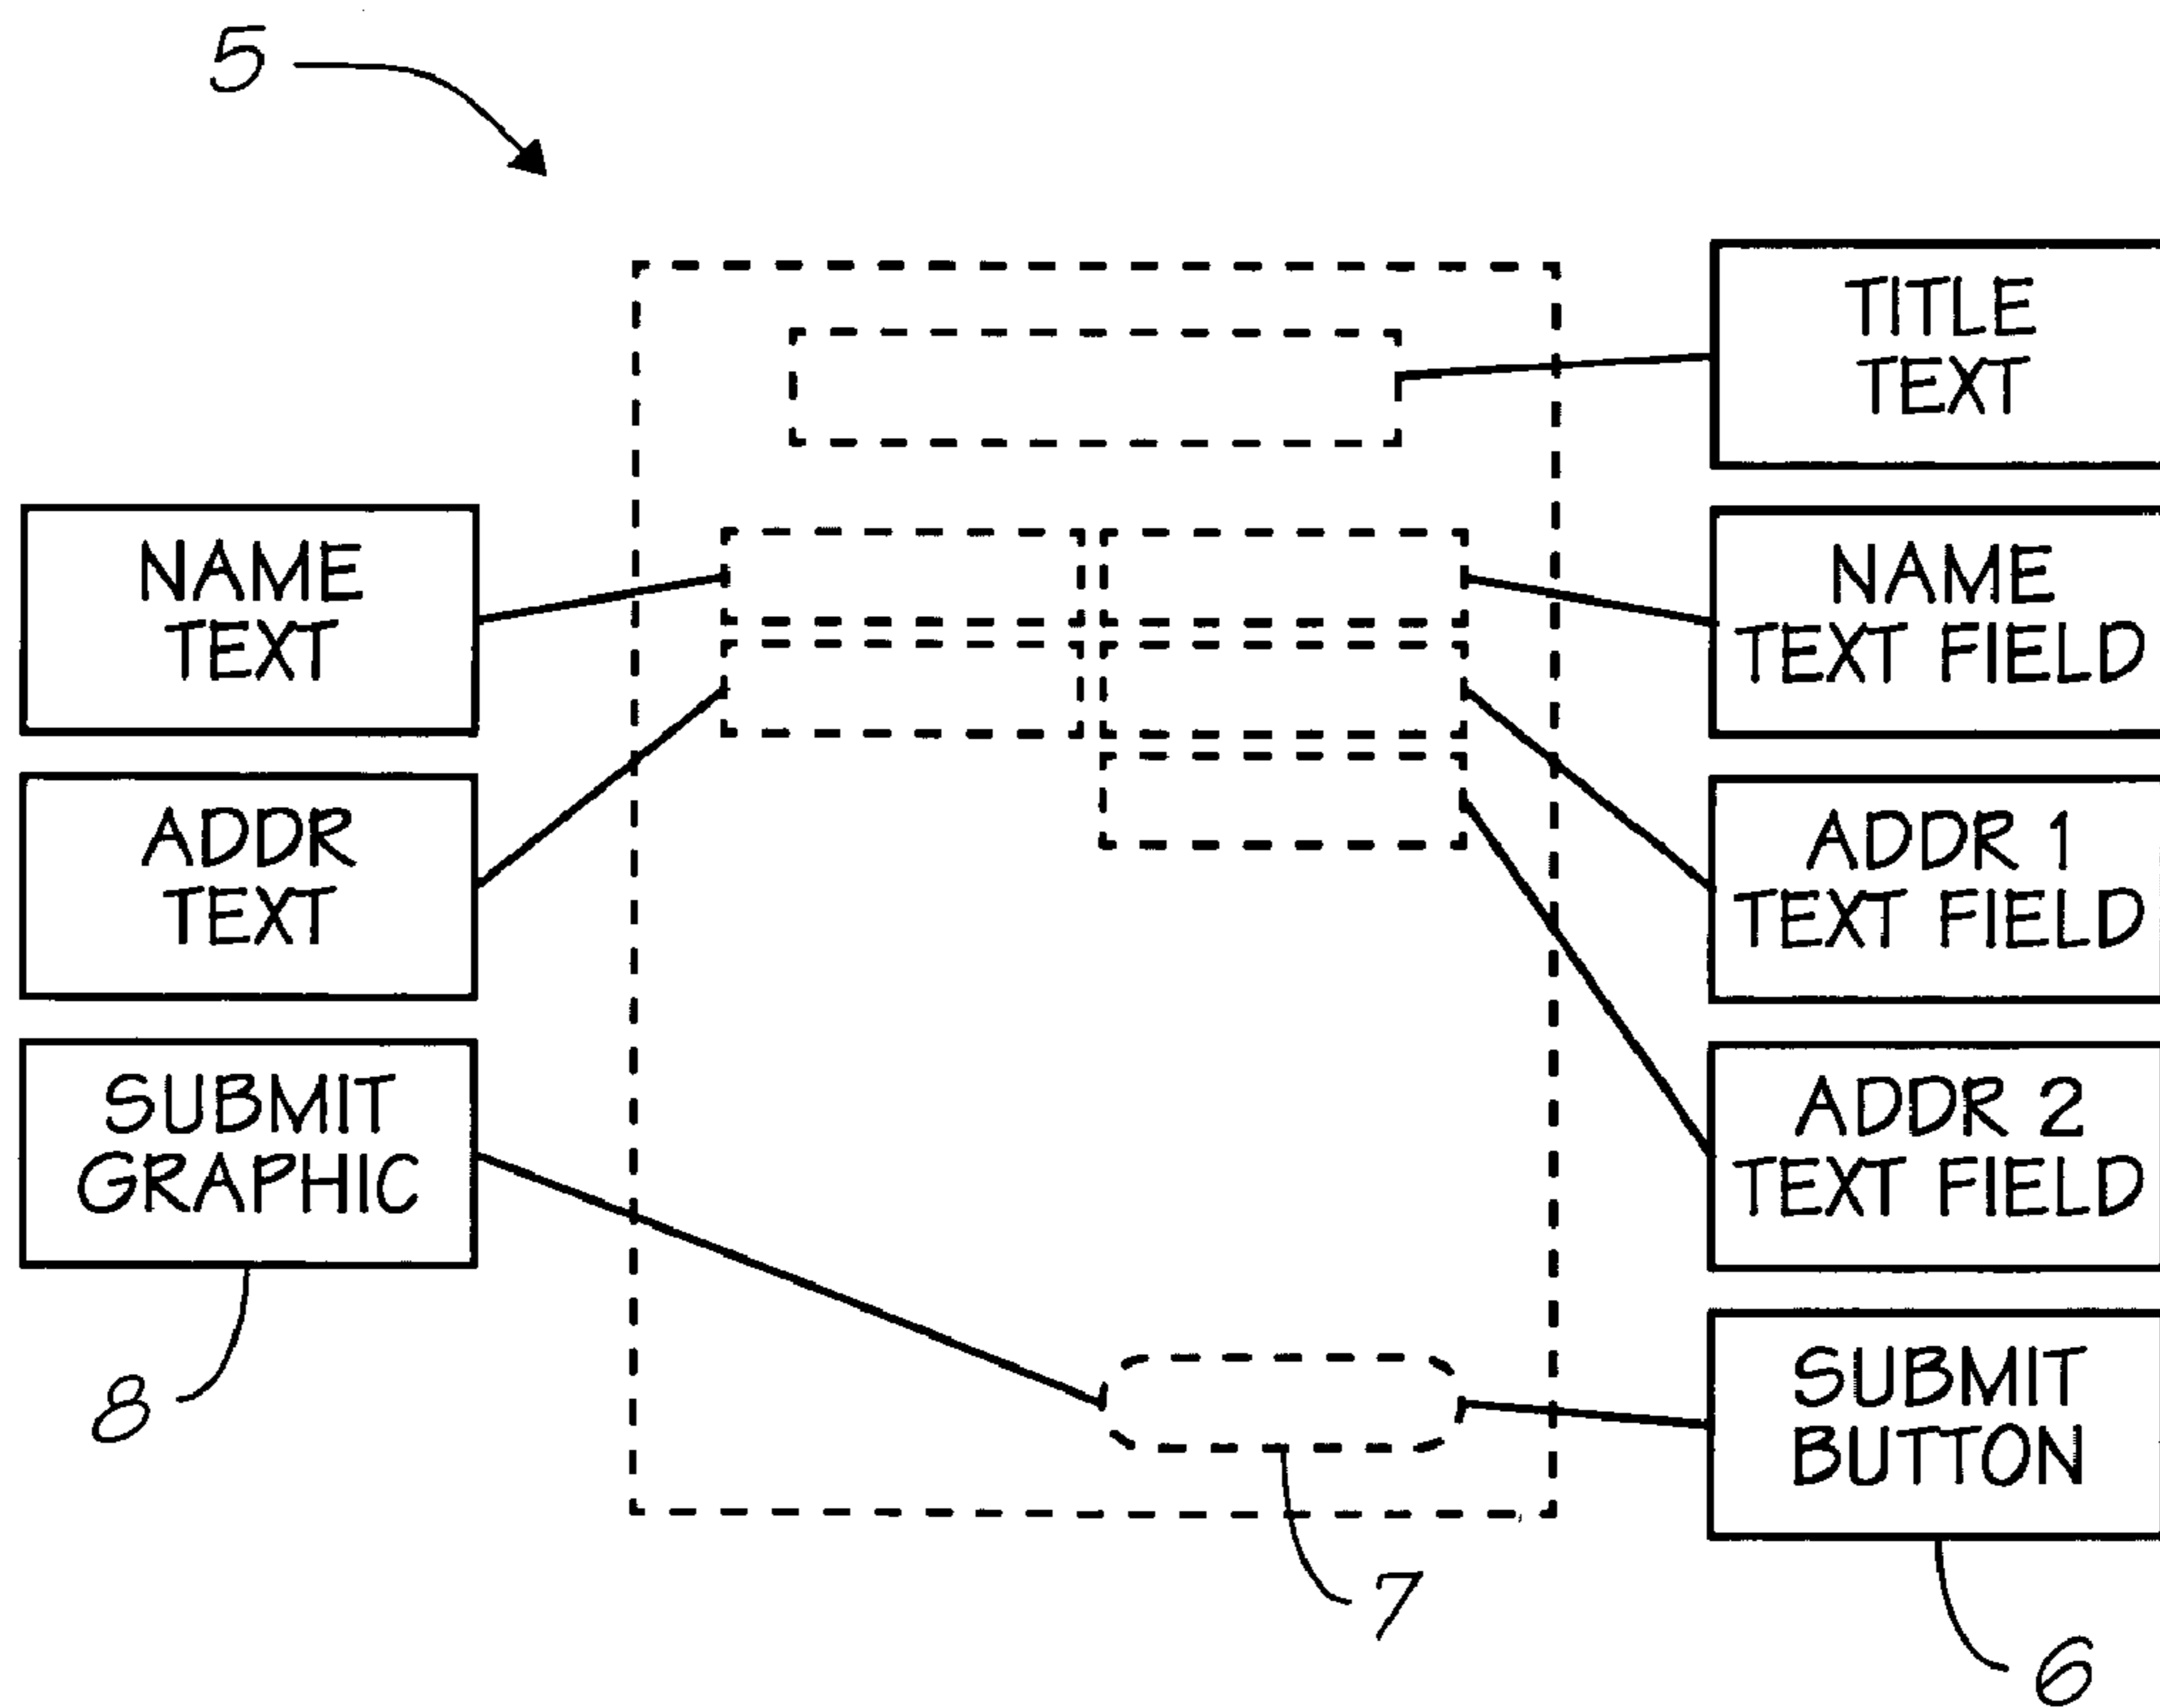 5
TITLE
TEXT
NAME
TEXT
NAME
TEXT FIELD
ADDR
TEXT
ADDR 1
TEXT FIELD
SUBMIT
GRAPHIC
ADDR 2
TEXT FIELD
8
SUBMIT
BUTTON
7
6